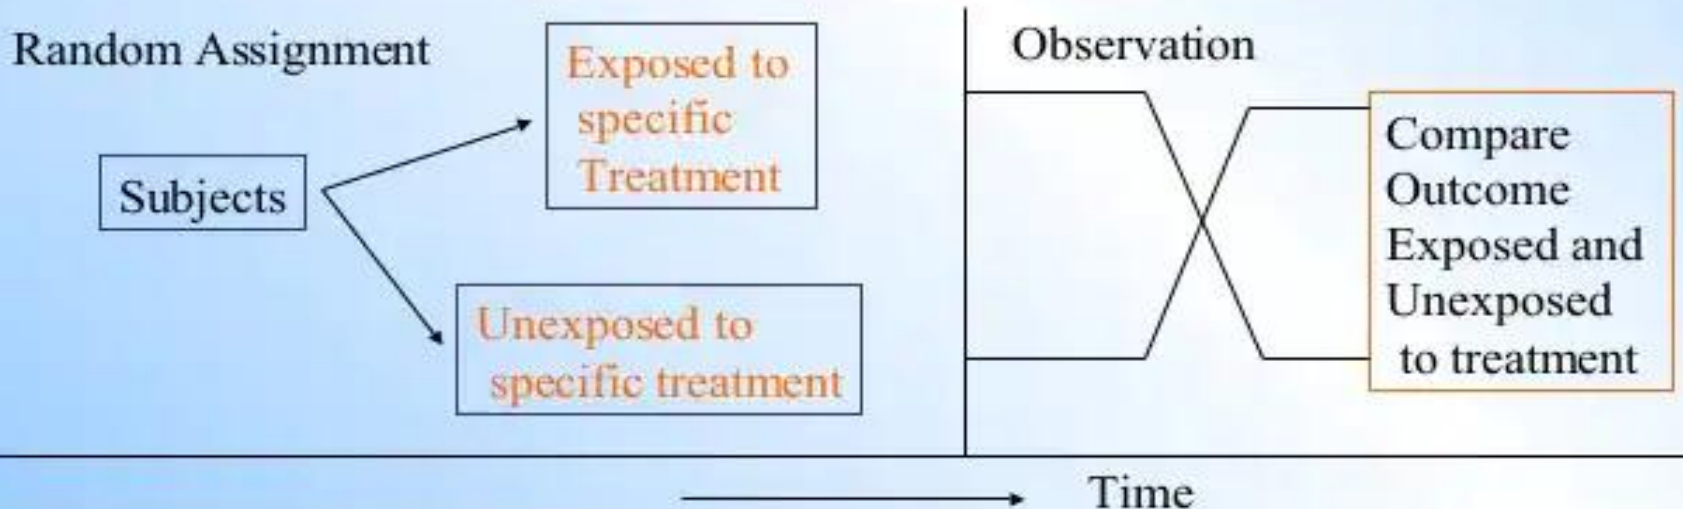 Random Assignment
Subjects
Exposed to
specific
Treatment
Unexposed to
specific treatment
Observation
Compare
Outcome
Exposed and
Unexposed
to treatment
Time